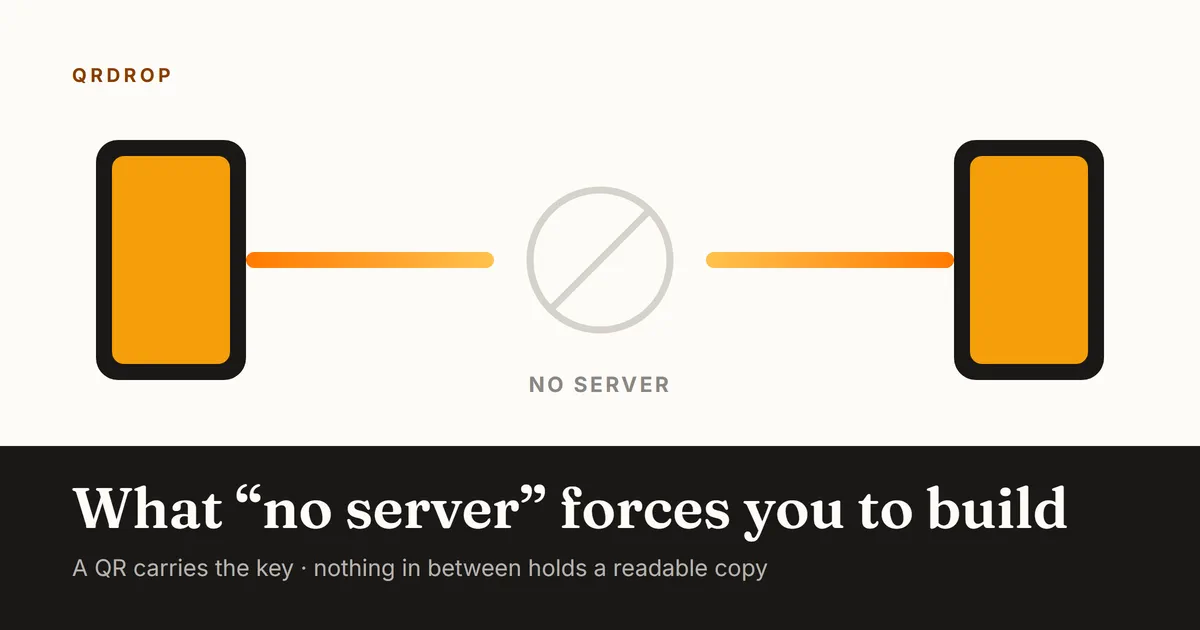 QRDROP
NO SERVER
What “no server” forces you to build
A QR carries the key · nothing in between holds a readable copy